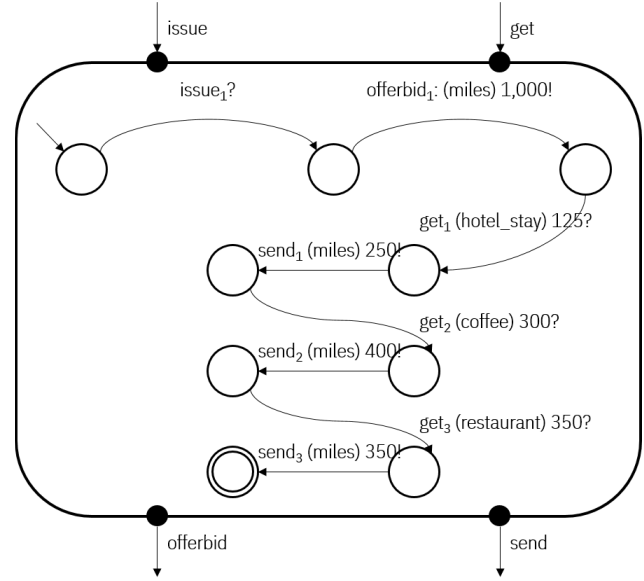 issue
get
issue₁?
offerbid₁: (miles) 1,000!
get₁ (hotel_stay) 125?
send₁ (miles) 250!
get₂ (coffee) 300?
send₂ (miles) 400!
get₃ (restaurant) 350?
send₃ (miles) 350!
offerbid
send